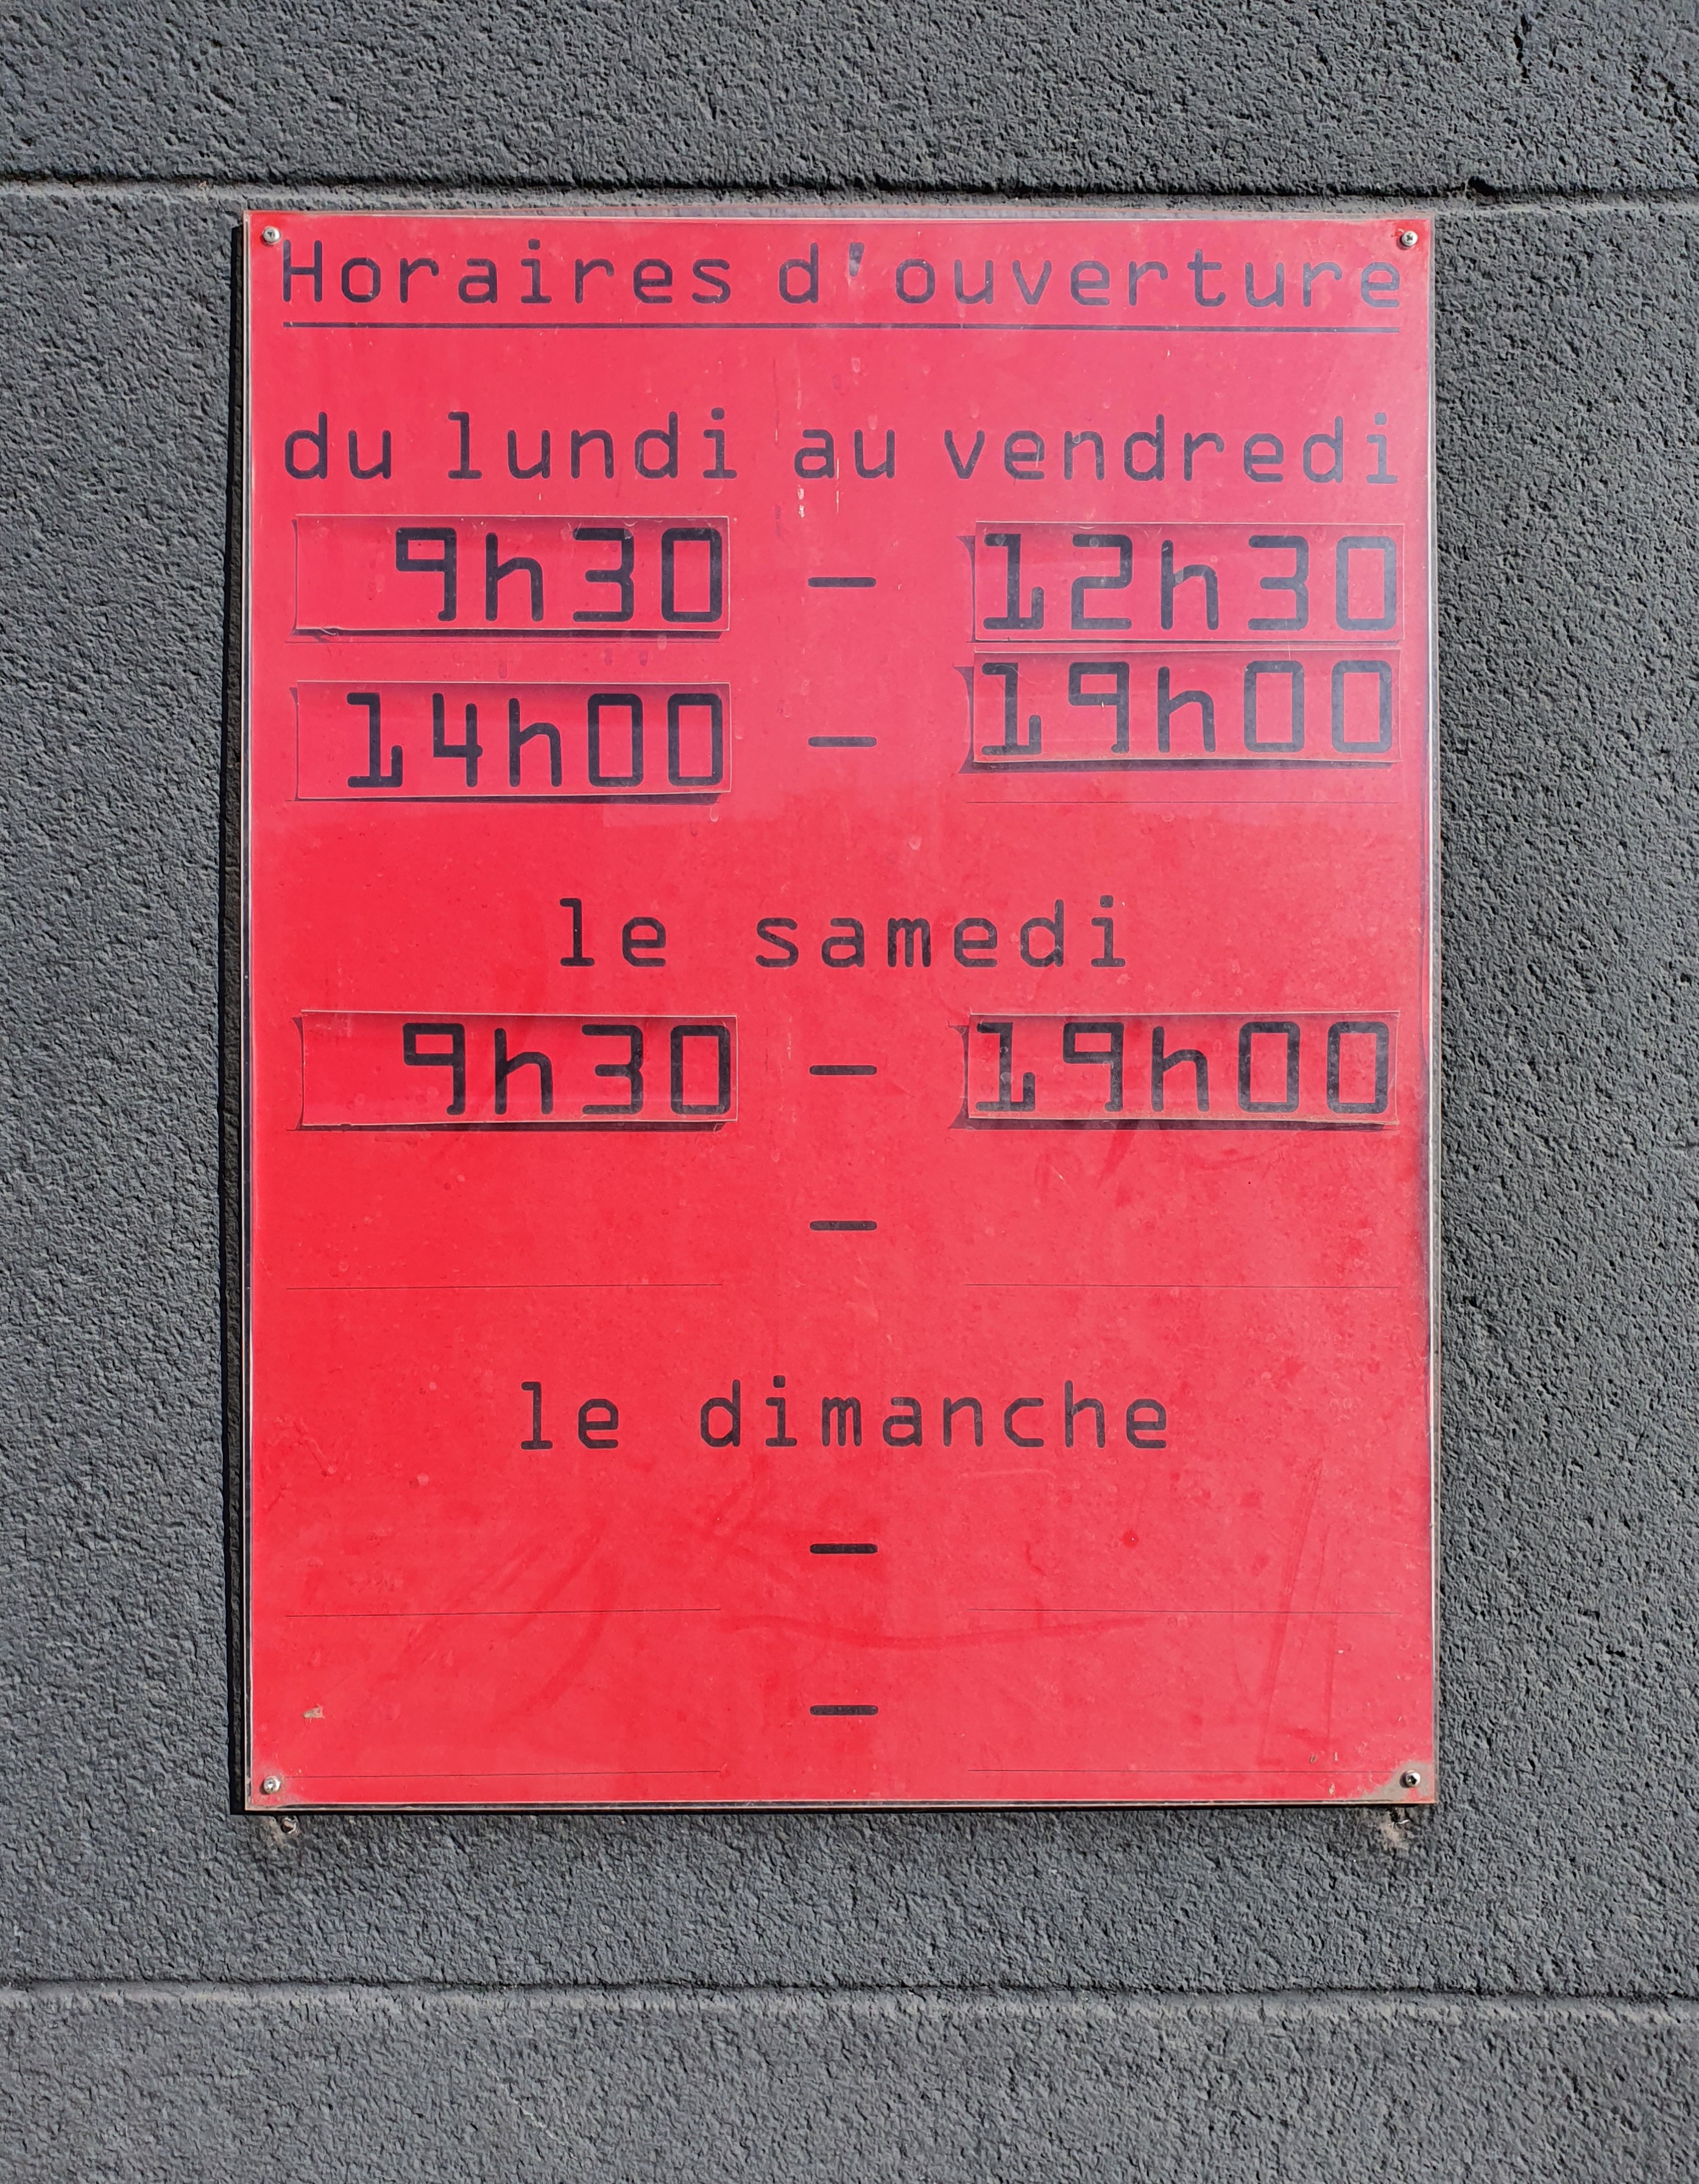 Horaires d'ouverture
du lundi au vendredi
9h30 - 12h30
14h00 - 19h00
le samedi
9h30 - 19h00
-
le dimanche
-
-